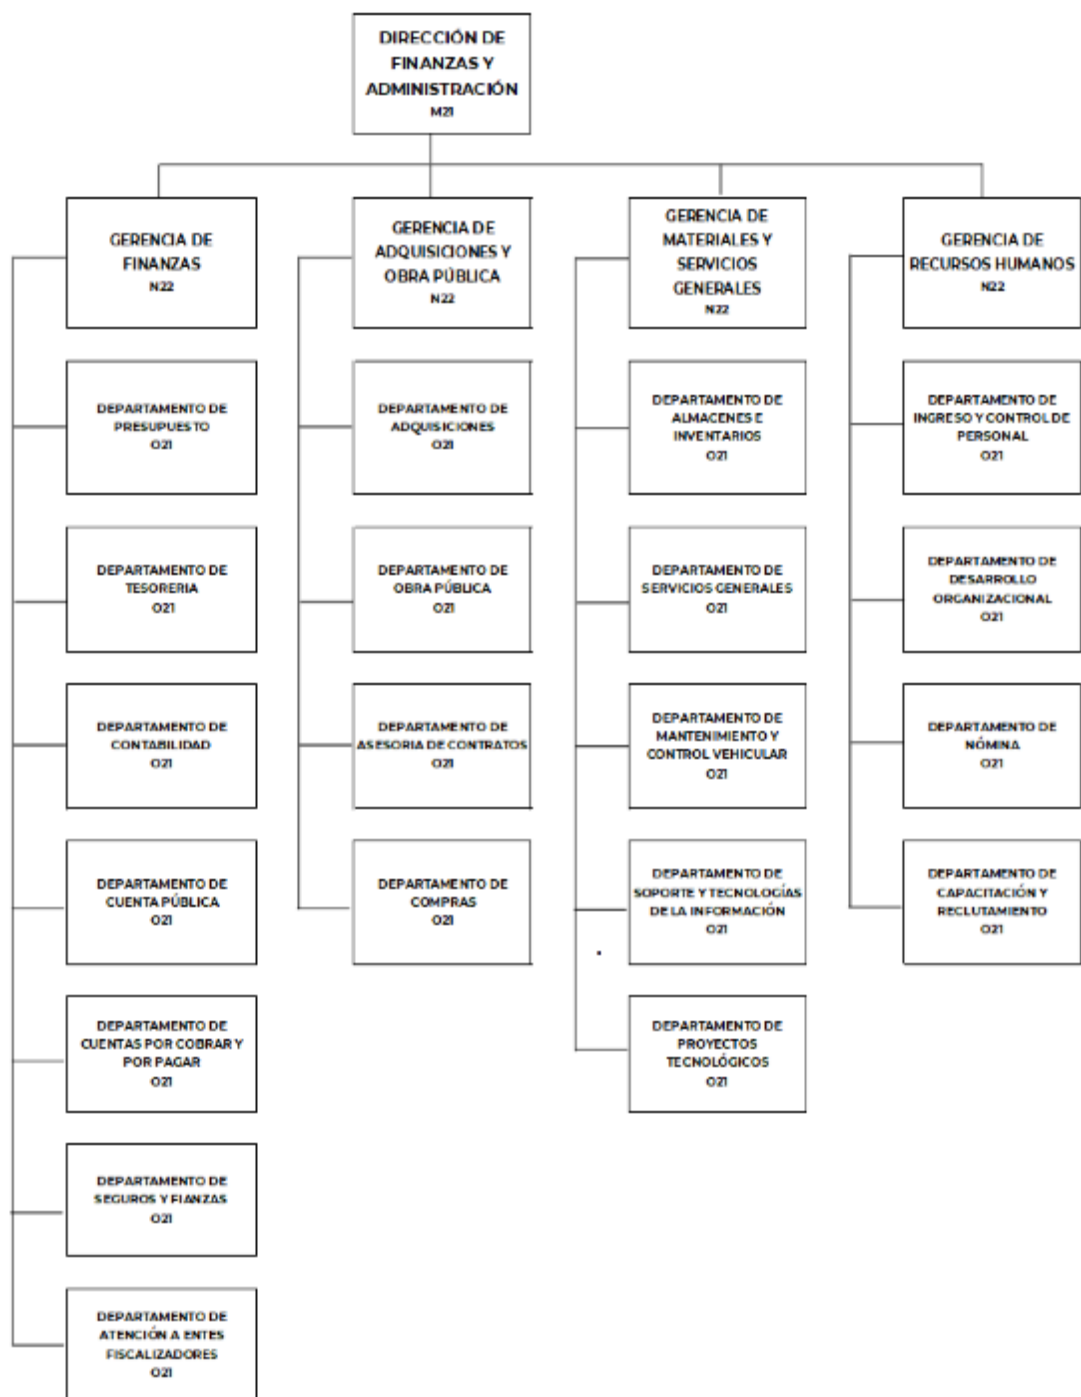 DIRECCIÓN DE
FINANZAS Y
ADMINISTRACIÓN
M21
GERENCIA DE
FINANZAS
N22
GERENCIA DE
ADQUISICIONES Y
OBRA PÚBLICA
N22
GERENCIA DE
MATERIALES Y
SERVICIOS
GENERALES
N22
GERENCIA DE
RECURSOS HUMANOS
N22
DEPARTAMENTO DE
PRESUPUESTO
O21
DEPARTAMENTO DE
ADQUISICIONES
O21
DEPARTAMENTO DE
ALMACENES E
INVENTARIOS
O21
DEPARTAMENTO DE
INGRESO Y CONTROL DE
PERSONAL
O21
DEPARTAMENTO DE
TESORERIA
O21
DEPARTAMENTO DE
OBRA PÚBLICA
O21
DEPARTAMENTO DE
SERVICIOS GENERALES
O21
DEPARTAMENTO DE
DESARROLLO
ORGANIZACIONAL
O21
DEPARTAMENTO DE
CONTABILIDAD
O21
DEPARTAMENTO DE
ASESORIA DE CONTRATOS
O21
DEPARTAMENTO DE
MANTENIMIENTO Y
CONTROL VEHICULAR
O21
DEPARTAMENTO DE
NÓMINA
O21
DEPARTAMENTO DE
CUENTA PÚBLICA
O21
DEPARTAMENTO DE
COMPRAS
O21
DEPARTAMENTO DE
SOPORTE Y TECNOLOGÍAS
DE LA INFORMACIÓN
O21
DEPARTAMENTO DE
CAPACITACIÓN Y
RECLUTAMIENTO
O21
DEPARTAMENTO DE
CUENTAS POR COBRAR Y
POR PAGAR
O21
DEPARTAMENTO DE
PROYECTOS
TECNOLÓGICOS
O21
DEPARTAMENTO DE
SEGUROS Y FIANZAS
O21
DEPARTAMENTO DE
ATENCIÓN A ENTES
FISCALIZADORES
O21